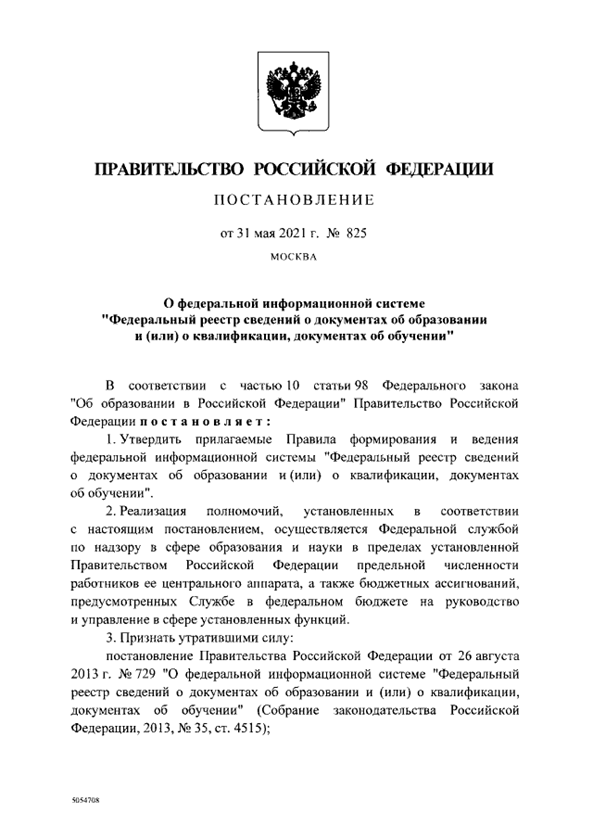 ПРАВИТЕЛЬСТВО РОССИЙСКОЙ ФЕДЕРАЦИИ
ПОСТАНОВЛЕНИЕ
от 31 мая 2021 г. № 825
МОСКВА
О федеральной информационной системе
"Федеральный реестр сведений о документах об образовании
и (или) о квалификации, документах об обучении"
В соответствии с частью 10 статьи 98 Федерального закона
"Об образовании в Российской Федерации" Правительство Российской
Федерации постановляет:
1. Утвердить прилагаемые Правила формирования и ведения
федеральной информационной системы "Федеральный реестр сведений
о документах об образовании и (или) о квалификации, документах
об обучении".
2. Реализация полномочий, установленных в соответствии
с настоящим постановлением, осуществляется Федеральной службой
по надзору в сфере образования и науки в пределах установленной
Правительством Российской Федерации предельной численности
работников ее центрального аппарата, а также бюджетных ассигнований,
предусмотренных Службе в федеральном бюджете на руководство
и управление в сфере установленных функций.
3. Признать утратившими силу:
постановление Правительства Российской Федерации от 26 августа
2013 г. № 729 "О федеральной информационной системе "Федеральный
реестр сведений о документах об образовании и (или) о квалификации,
документах об обучении" (Собрание законодательства Российской
Федерации, 2013, № 35, ст. 4515);
5054708